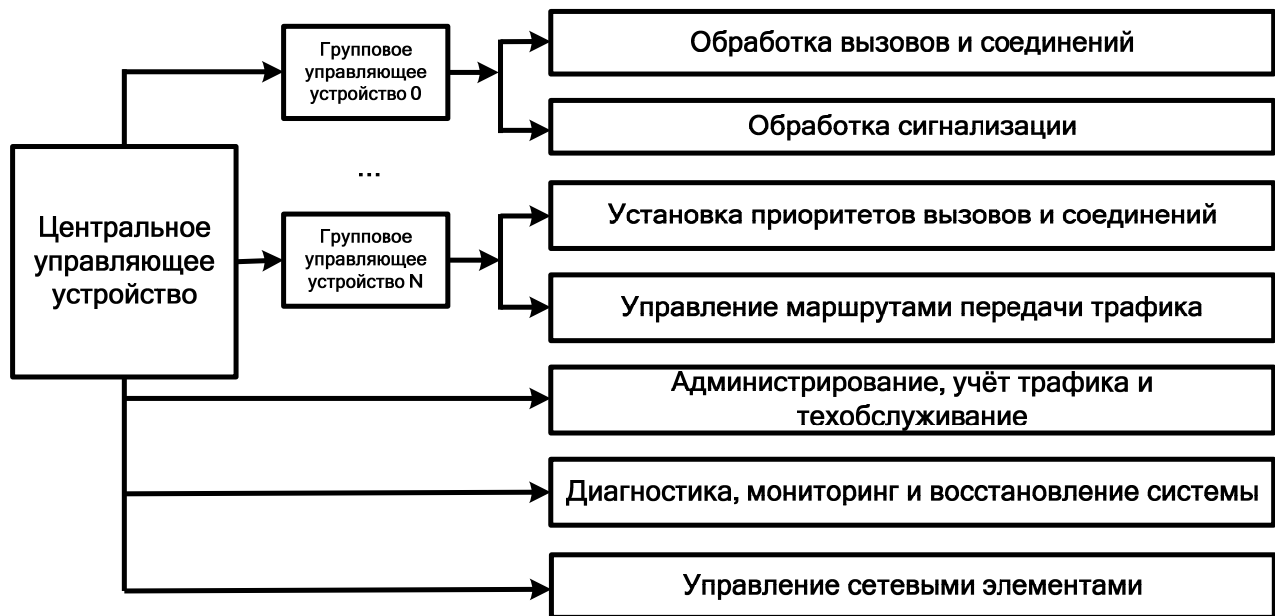 Обработка вызовов и соединений
Групповое
управляющее
устройство 0
Обработка сигнализации
...
Центральное
управляющее
устройство
Групповое
управляющее
устройство N
Установка приоритетов вызовов и соединений
Управление маршрутами передачи трафика
Администрирование, учёт трафика и
техобслуживание
Диагностика, мониторинг и восстановление системы
Управление сетевыми элементами